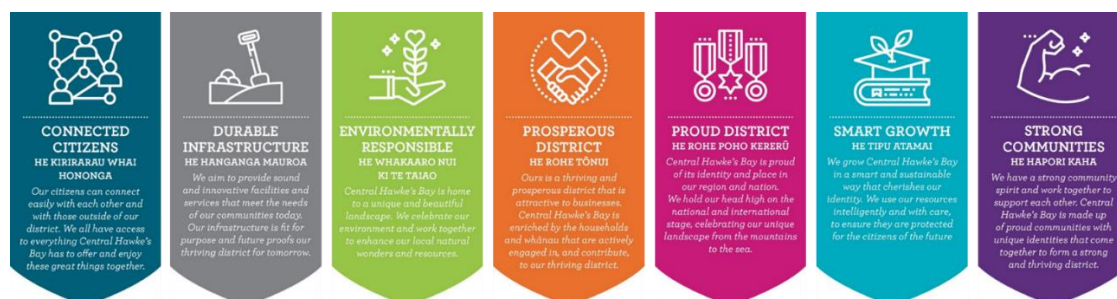 CONNECTED
CITIZENS
HE KIRIRARAU WHAI
HONONGA
Our citizens can connect
easily with each other and
with those outside of our
district. We all have access
to everything Central Hawke's
Bay has to offer and enjoy
these great things together.
DURABLE
INFRASTRUCTURE
HE HANGANGA MAUROA
We aim to provide sound
and innovative facilities and
services that meet the needs
of our communities today.
Our infrastructure is fit for
purpose and future proofs our
thriving district for tomorrow.
ENVIRONMENTALLY
RESPONSIBLE
HE WHAKAARO NUI
KI TE TAIAO
Central Hawke's Bay is home
to a unique and beautiful
landscape. We celebrate our
environment and work together
to enhance our local natural
wonders and resources.
PROSPEROUS
DISTRICT
HE ROHE TŌNUI
Ours is a thriving and
prosperous district that is
attractive to businesses.
Central Hawke's Bay is
enriched by the households
and whānau that are actively
engaged in, and contribute,
to our thriving district.
PROUD DISTRICT
HE ROHE POHO KERERŪ
Central Hawke's Bay is proud
of its identity and place in
our region and nation.
We hold our head high on the
national and international
stage, celebrating our unique
landscape from the mountains
to the sea.
SMART GROWTH
HE TIPU ATAMAI
We grow Central Hawke's Bay
in a smart and sustainable
way that cherishes our
identity. We use our resources
intelligently and with care,
to ensure they are protected
for the citizens of the future
STRONG
COMMUNITIES
HE HAPORI KAHA
We have a strong community
spirit and work together to
support each other. Central
Hawke's Bay is made up
of proud communities with
unique identities that come
together to form a strong
and thriving district.